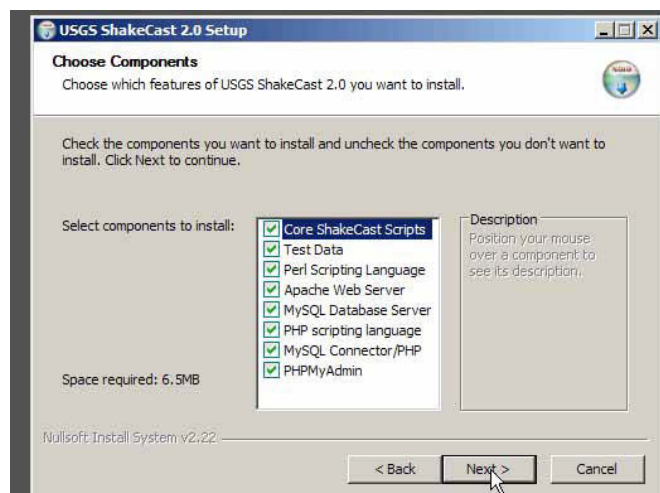 USGS ShakeCast 2.0 Setup
Choose Components
Choose which features of USGS ShakeCast 2.0 you want to install.
Check the components you want to install and uncheck the components you don't want to
install. Click Next to continue.
Select components to install:
Core ShakeCast Scripts
Test Data
Perl Scripting Language
Apache Web Server
MySQL Database Server
PHP scripting language
MySQL Connector/PHP
PHPMyAdmin
Description
Position your mouse
over a component to
see its description.
Space required: 6.5MB
Nullsoft Install System v2.22
< Back
Next >
Cancel